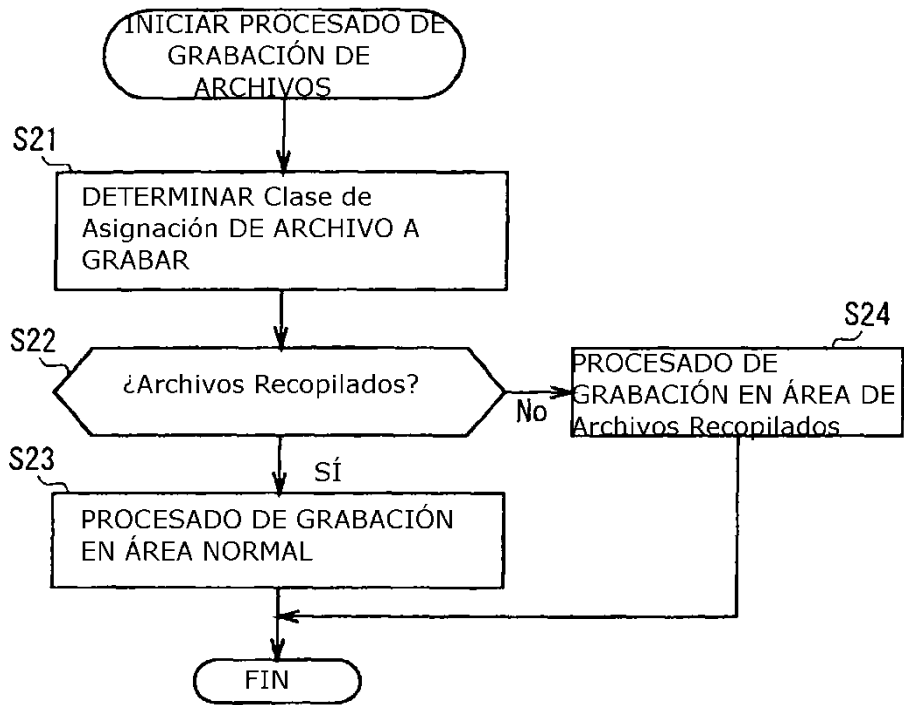 INICIAR PROCESADO DE
GRABACIÓN DE
ARCHIVOS
S21
DETERMINAR Clase de
Asignación DE ARCHIVO A
GRABAR
S22
¿Archivos Recopilados?
No
S24
PROCESADO DE
GRABACIÓN EN ÁREA DE
Archivos Recopilados
SÍ
S23
PROCESADO DE GRABACIÓN
EN ÁREA NORMAL
FIN